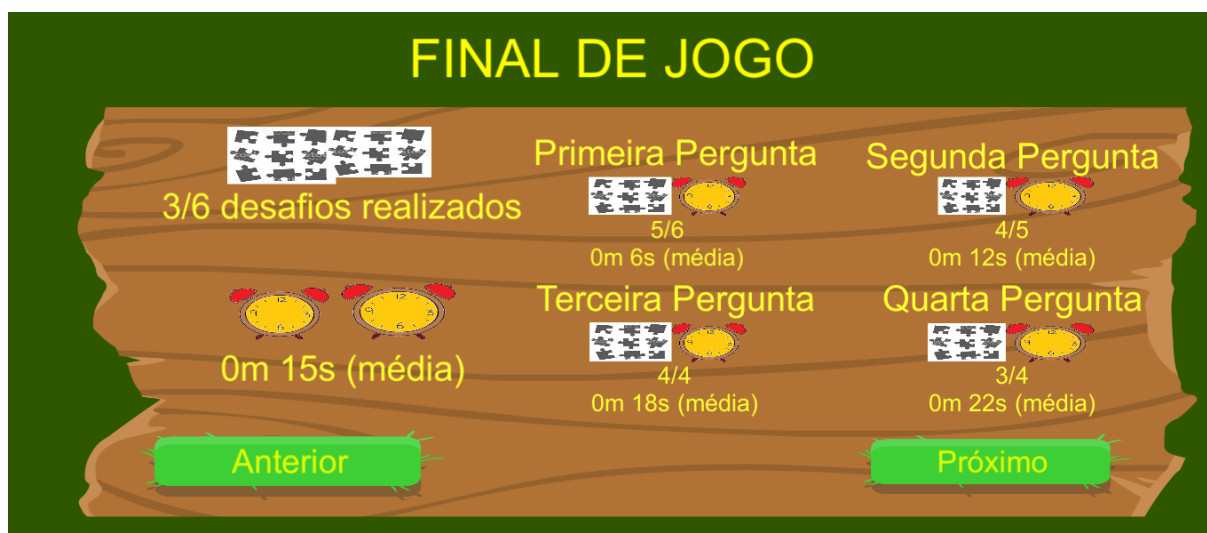 FINAL DE JOGO
3/6 desafios realizados
0m 15s (média)
Primeira Pergunta
5/6
0m 6s (média)
Segunda Pergunta
4/5
0m 12s (média)
Terceira Pergunta
4/4
0m 18s (média)
Quarta Pergunta
3/4
0m 22s (média)
Anterior
Próximo